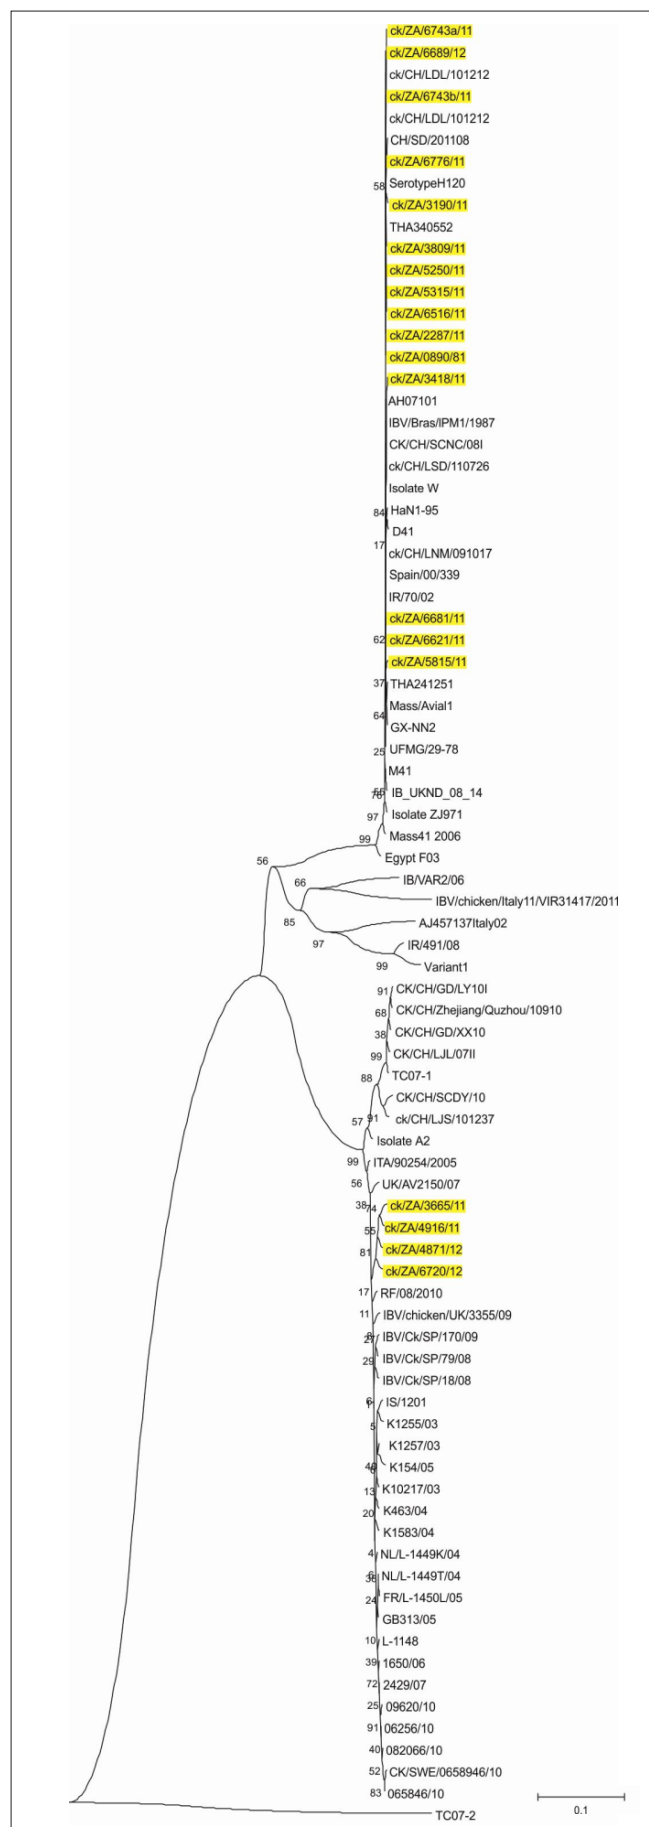 ck/ZA/6743a/11
ck/ZA/6689/12
ck/CH/LDL/101212
ck/ZA/6743b/11
ck/CH/LDL/101212
CH/SD/201108
ck/ZA/6776/11
58
SerotypeH120
ck/ZA/3190/11
THA340552
ck/ZA/3809/11
ck/ZA/5250/11
ck/ZA/5315/11
ck/ZA/6516/11
ck/ZA/2287/11
ck/ZA/0890/81
ck/ZA/3418/11
AH07101
IBV/Bras/IPM1/1987
CK/CH/SCNC/08I
ck/CH/LSD/110726
Isolate W
84
HaN1-95
D41
17
ck/CH/LNM/091017
Spain/00/339
IR/70/02
ck/ZA/6681/11
62
ck/ZA/6621/11
ck/ZA/5815/11
37
THA241251
Mass/Avial1
64
GX-NN2
25
UFMG/29-78
M41
IB_UKND_08_14
97
Isolate ZJ971
99
Mass41 2006
56
Egypt F03
66
IB/VAR2/06
IBV/chicken/Italy11/VIR31417/2011
85
AJ457137Italy02
97
IR/491/08
99
Variant1
91
CK/CH/GD/LY10I
68
CK/CH/Zhejiang/Quzhou/10910
38
CK/CH/GD/XX10
99
CK/CH/LJL/07II
88
TC07-1
CK/CH/SCDY/10
57
91
ck/CH/LJS/101237
Isolate A2
99
ITA/90254/2005
56
UK/AV2150/07
38
74
ck/ZA/3665/11
55
ck/ZA/4916/11
81
ck/ZA/4871/12
ck/ZA/6720/12
17
RF/08/2010
11
IBV/chicken/UK/3355/09
IBV/Ck/SP/170/09
29
IBV/Ck/SP/79/08
IBV/Ck/SP/18/08
IS/1201
5
K1255/03
K1257/03
K154/05
13
K10217/03
20
K463/04
K1583/04
4
NL/L-1449K/04
NL/L-1449T/04
24
FR/L-1450L/05
GB313/05
10
L-1148
39
1650/06
72
2429/07
25
09620/10
91
06256/10
40
082066/10
52
CK/SWE/0658946/10
83
065846/10
0.1
TC07-2